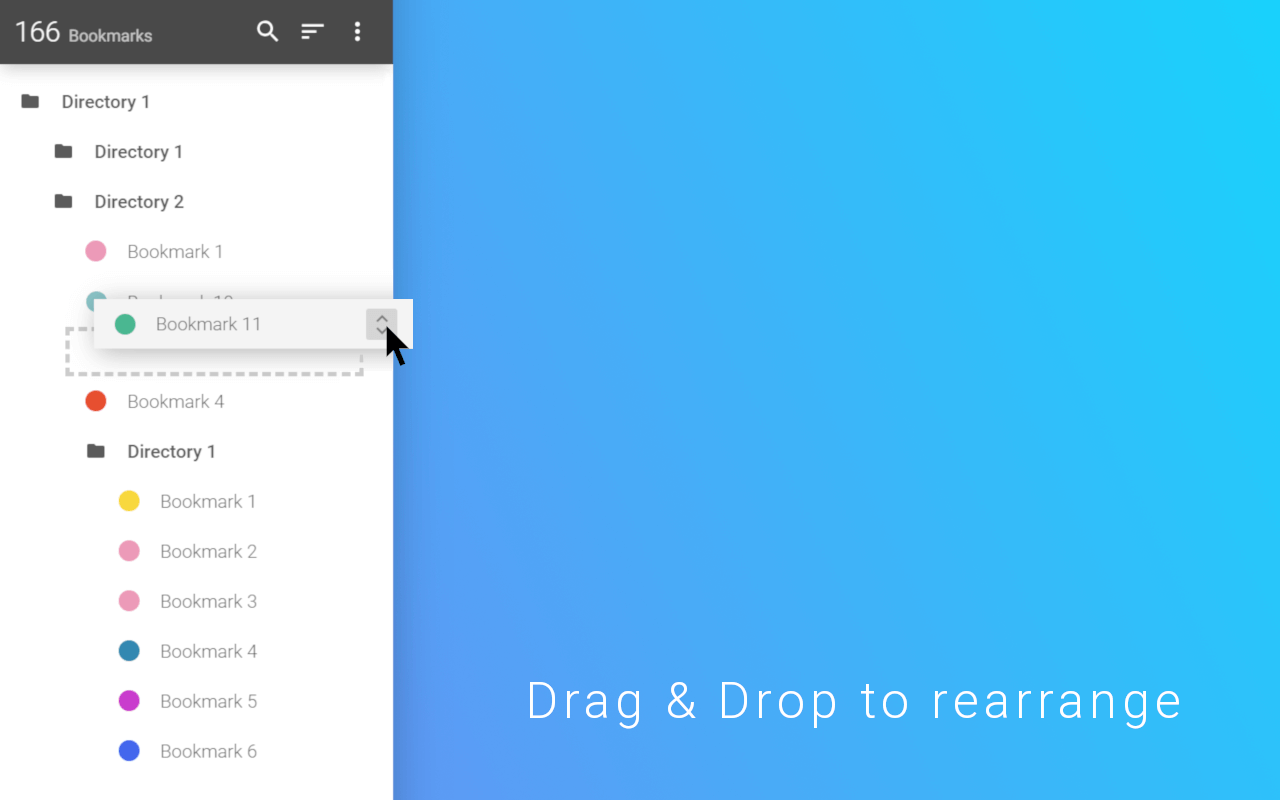 166 Bookmarks
Directory 1
Directory 1
Directory 2
Bookmark 1
Bookmark 11
Bookmark 4
Directory 1
Bookmark 1
Bookmark 2
Bookmark 3
Bookmark 4
Bookmark 5
Bookmark 6
Drag & Drop to rearrange